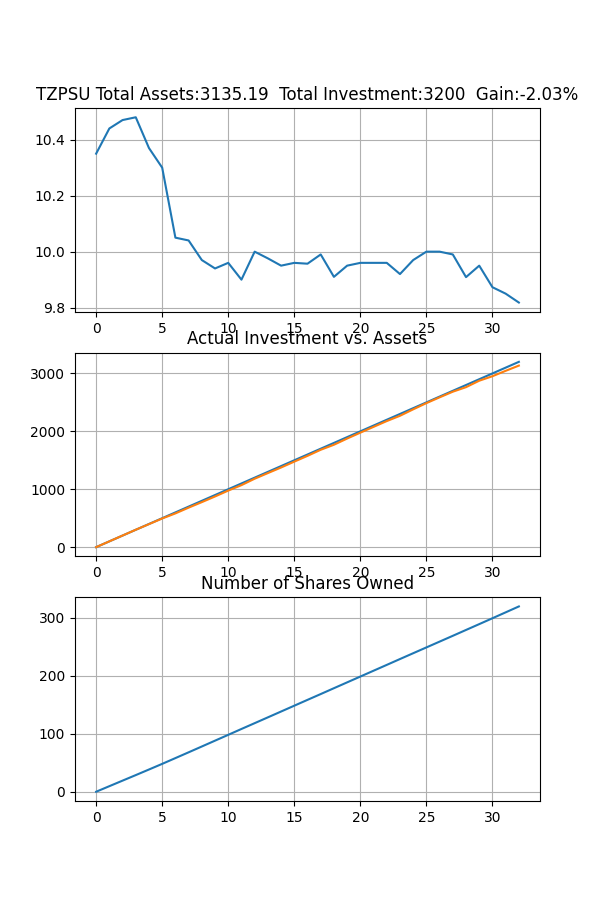 TZPSU Total Assets:3135.19  Total Investment:3200  Gain:-2.03%
10.4
10.2
10.0
9.8
0 5 10 15 20 25 30
Actual Investment vs. Assets
3000
2000
1000
0
0 5 10 15 20 25 30
Number of Shares Owned
300
200
100
0
0 5 10 15 20 25 30